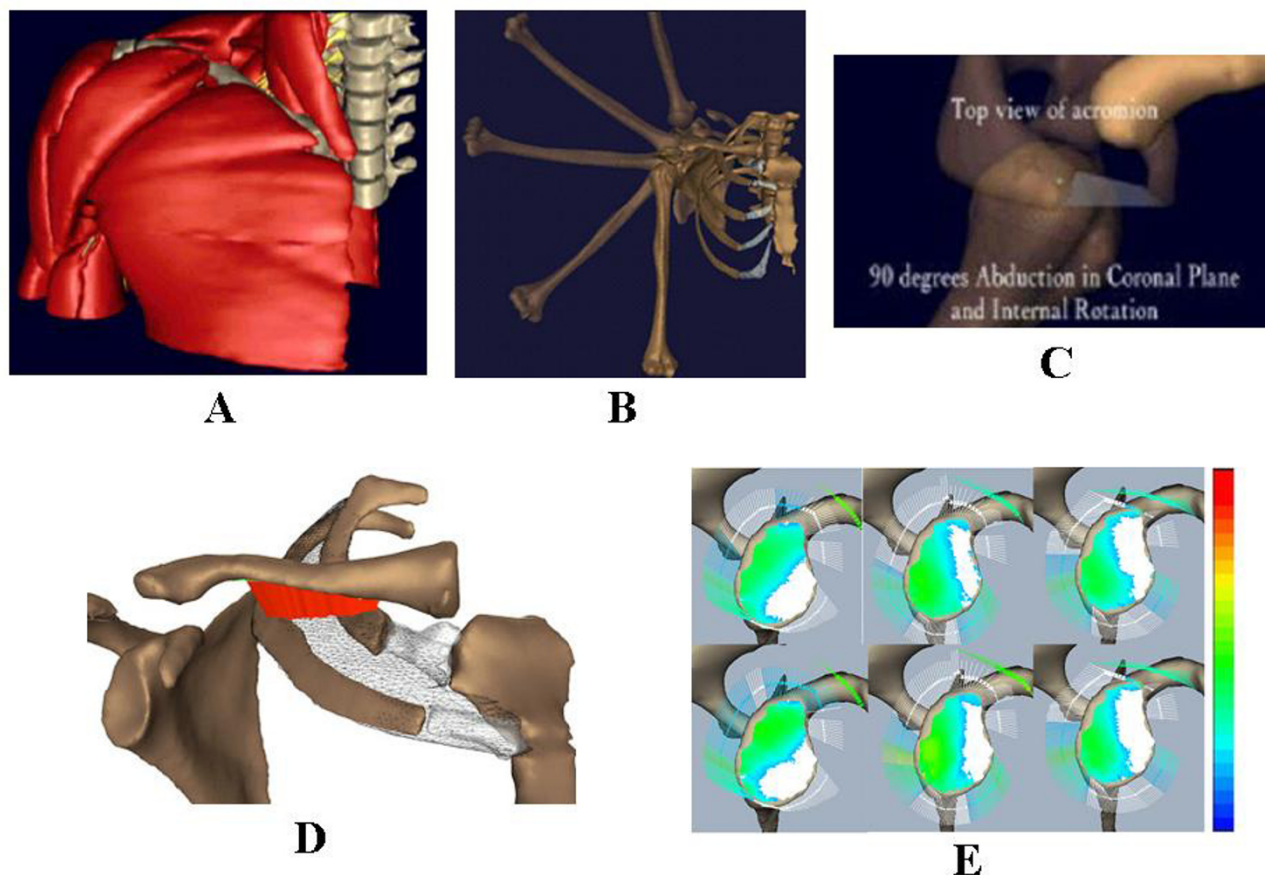 Top view of acromion
90 degrees Abduction in Coronal Plane
and Internal Rotation
A
B
C
D
E